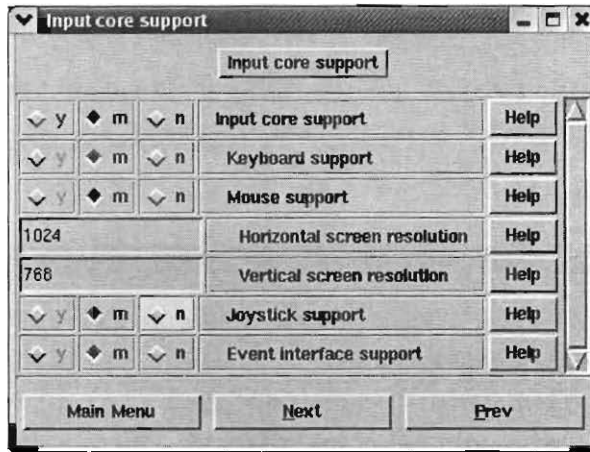 Input core support
Input core support
y m n Input core support Help
y m n Keyboard support Help
y m n Mouse support Help
1024 Horizontal screen resolution Help
768 Vertical screen resolution Help
y m n Joystick support Help
y m n Event interface support Help
Main Menu Next Prev